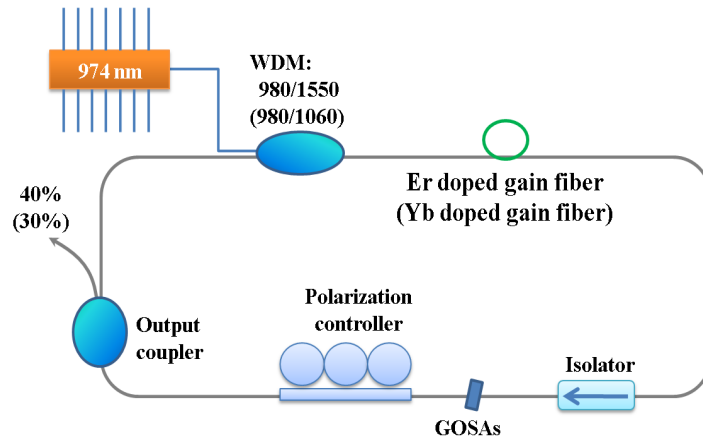 974 nm
WDM:
980/1550
(980/1060)
Er doped gain fiber
(Yb doped gain fiber)
40%
(30%)
Output
coupler
Polarization
controller
GOSAs
Isolator